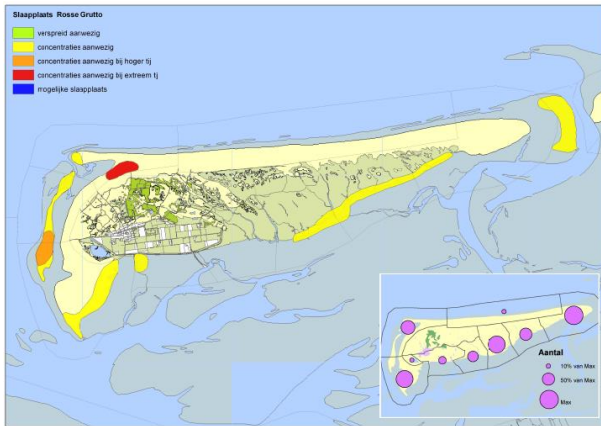 Slaapplaats Rosse Grutto
verspreid aanwezig
concentraties aanwezig
concentraties aanwezig bij hoger tij
concentraties aanwezig bij extreem tij
mogelijke slaapplaats
Aantal
10% van Max
50% van Max
Max